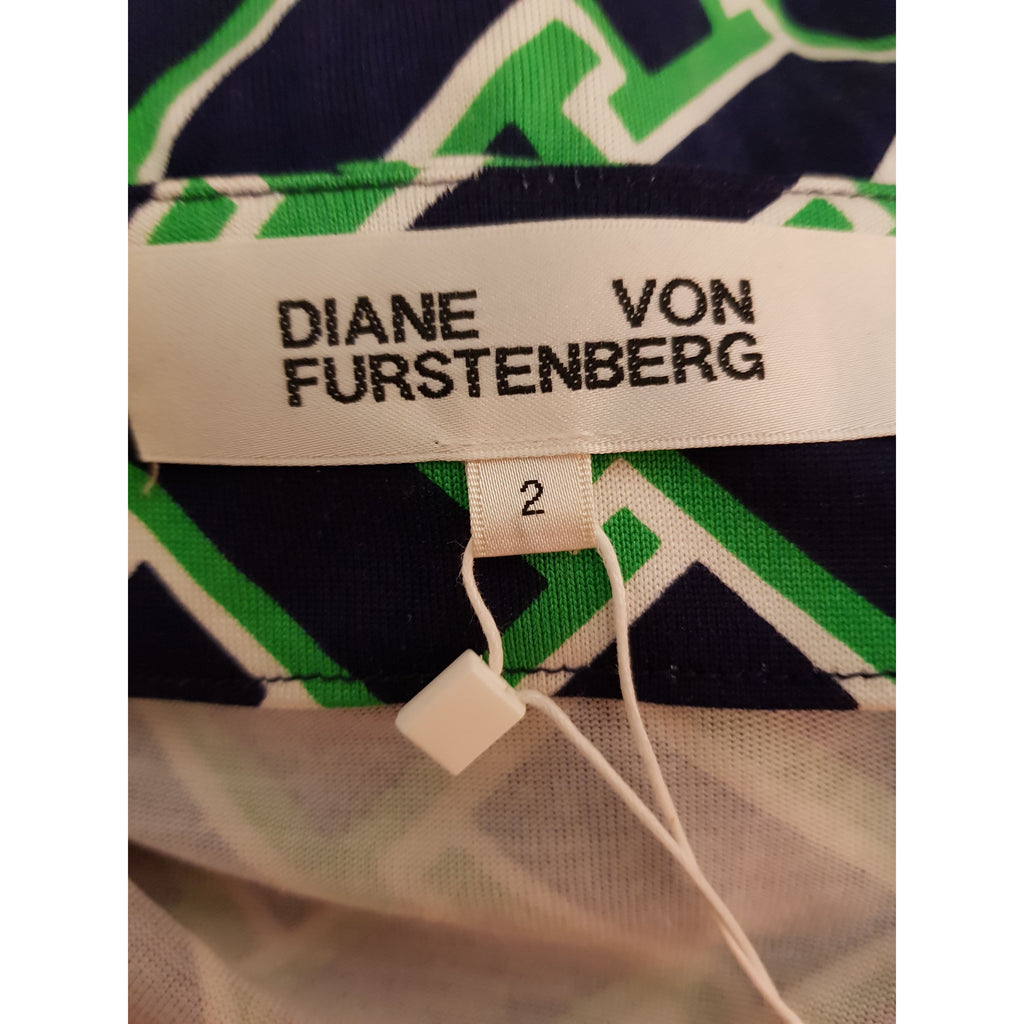 DIANE VON
FURSTENBERG
2